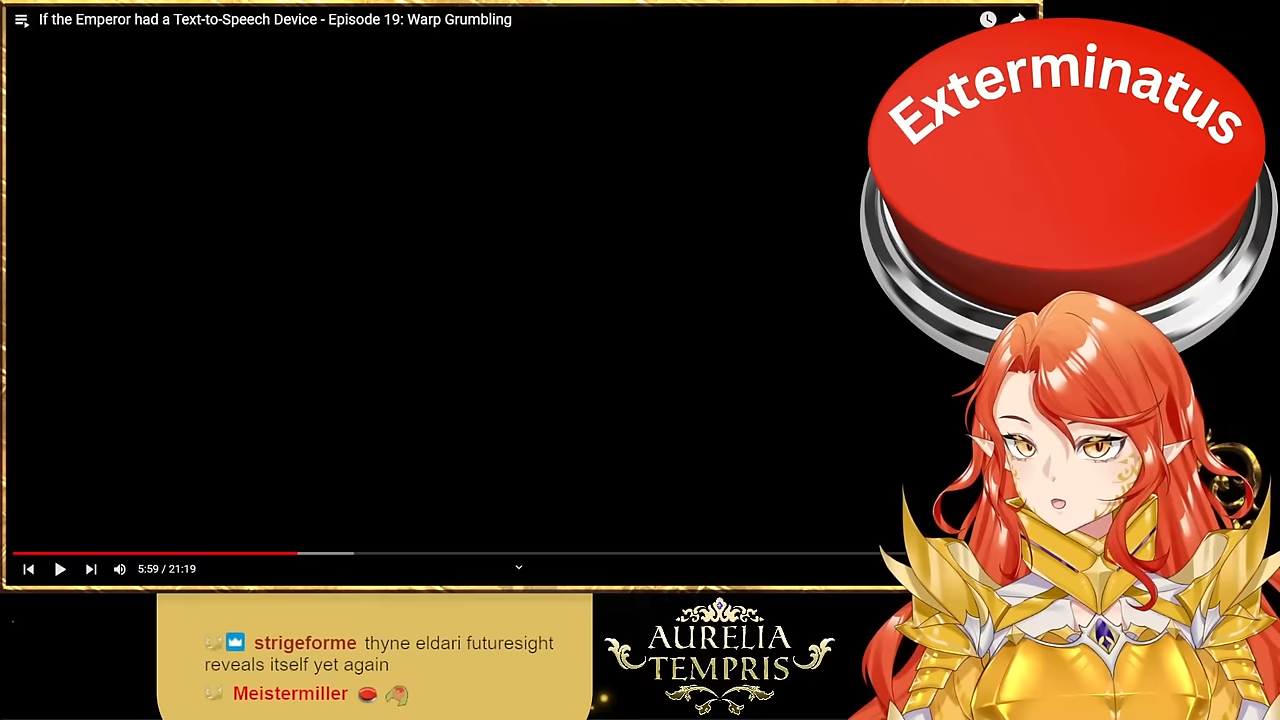 If the Emperor had a Text-to-Speech Device - Episode 19: Warp Grumbling
Exterminatus
5:59 / 21:19
strigeforme thyne eldari futuresight
reveals itself yet again
Meistermiller
AURELIA
TEMPRIS